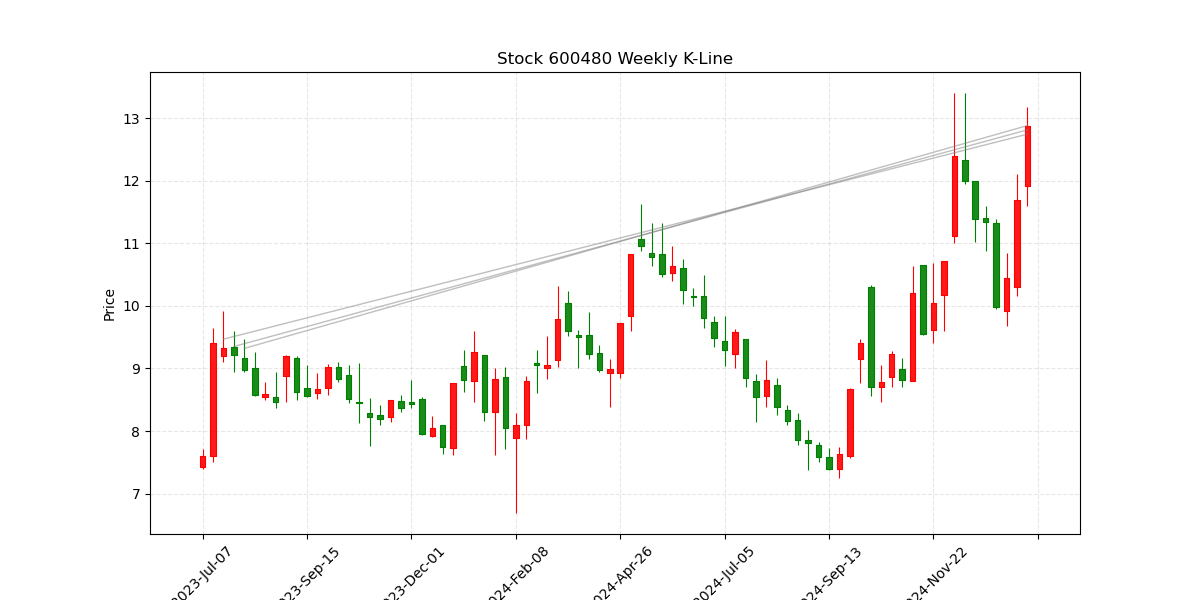 Stock 600480 Weekly K-Line
Price
13
12
11
10
9
8
7
2023-Jul-07
2023-Sep-15
2023-Dec-01
2024-Feb-08
2024-Apr-26
2024-Jul-05
2024-Sep-13
2024-Nov-22